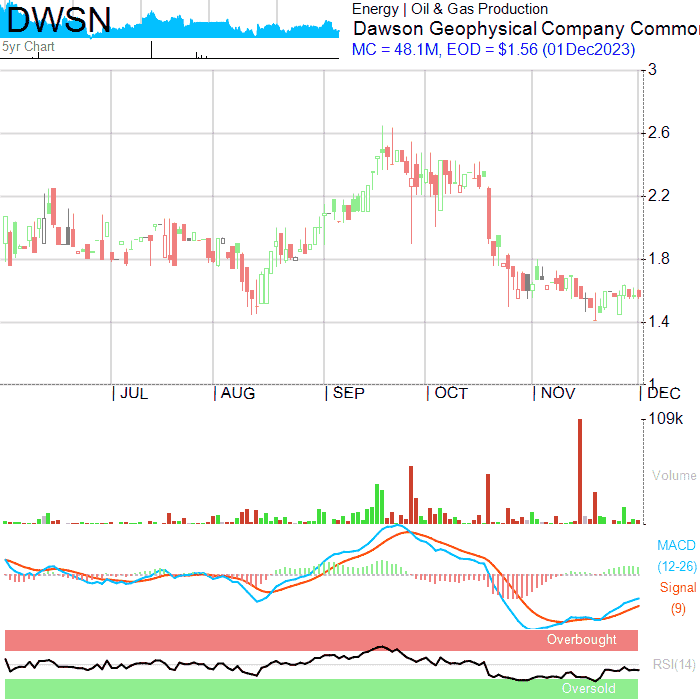 DWSN
5yr Chart
Energy | Oil & Gas Production
Dawson Geophysical Company Commo
MC = 48.1M, EOD = $1.56 (01Dec2023)
3
2.6
2.2
1.8
1.4
1
JUL
AUG
SEP
OCT
NOV
DEC
109k
Volume
MACD
(12-26)
Signal
(9)
Overbought
RSI(14)
Oversold